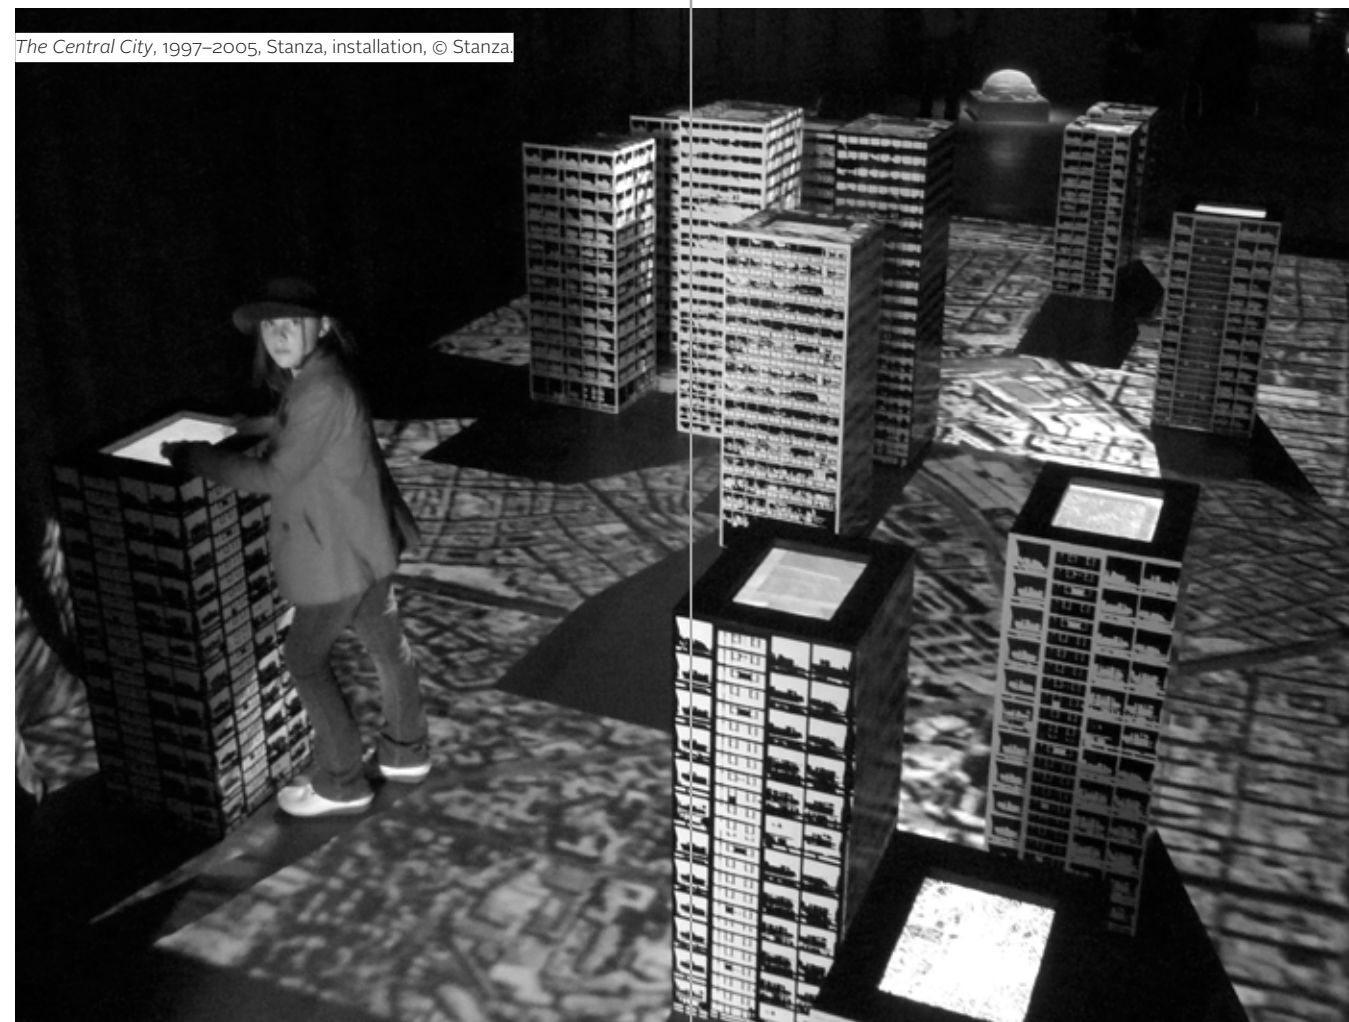 The Central City, 1997–2005, Stanza, installation, © Stanza.